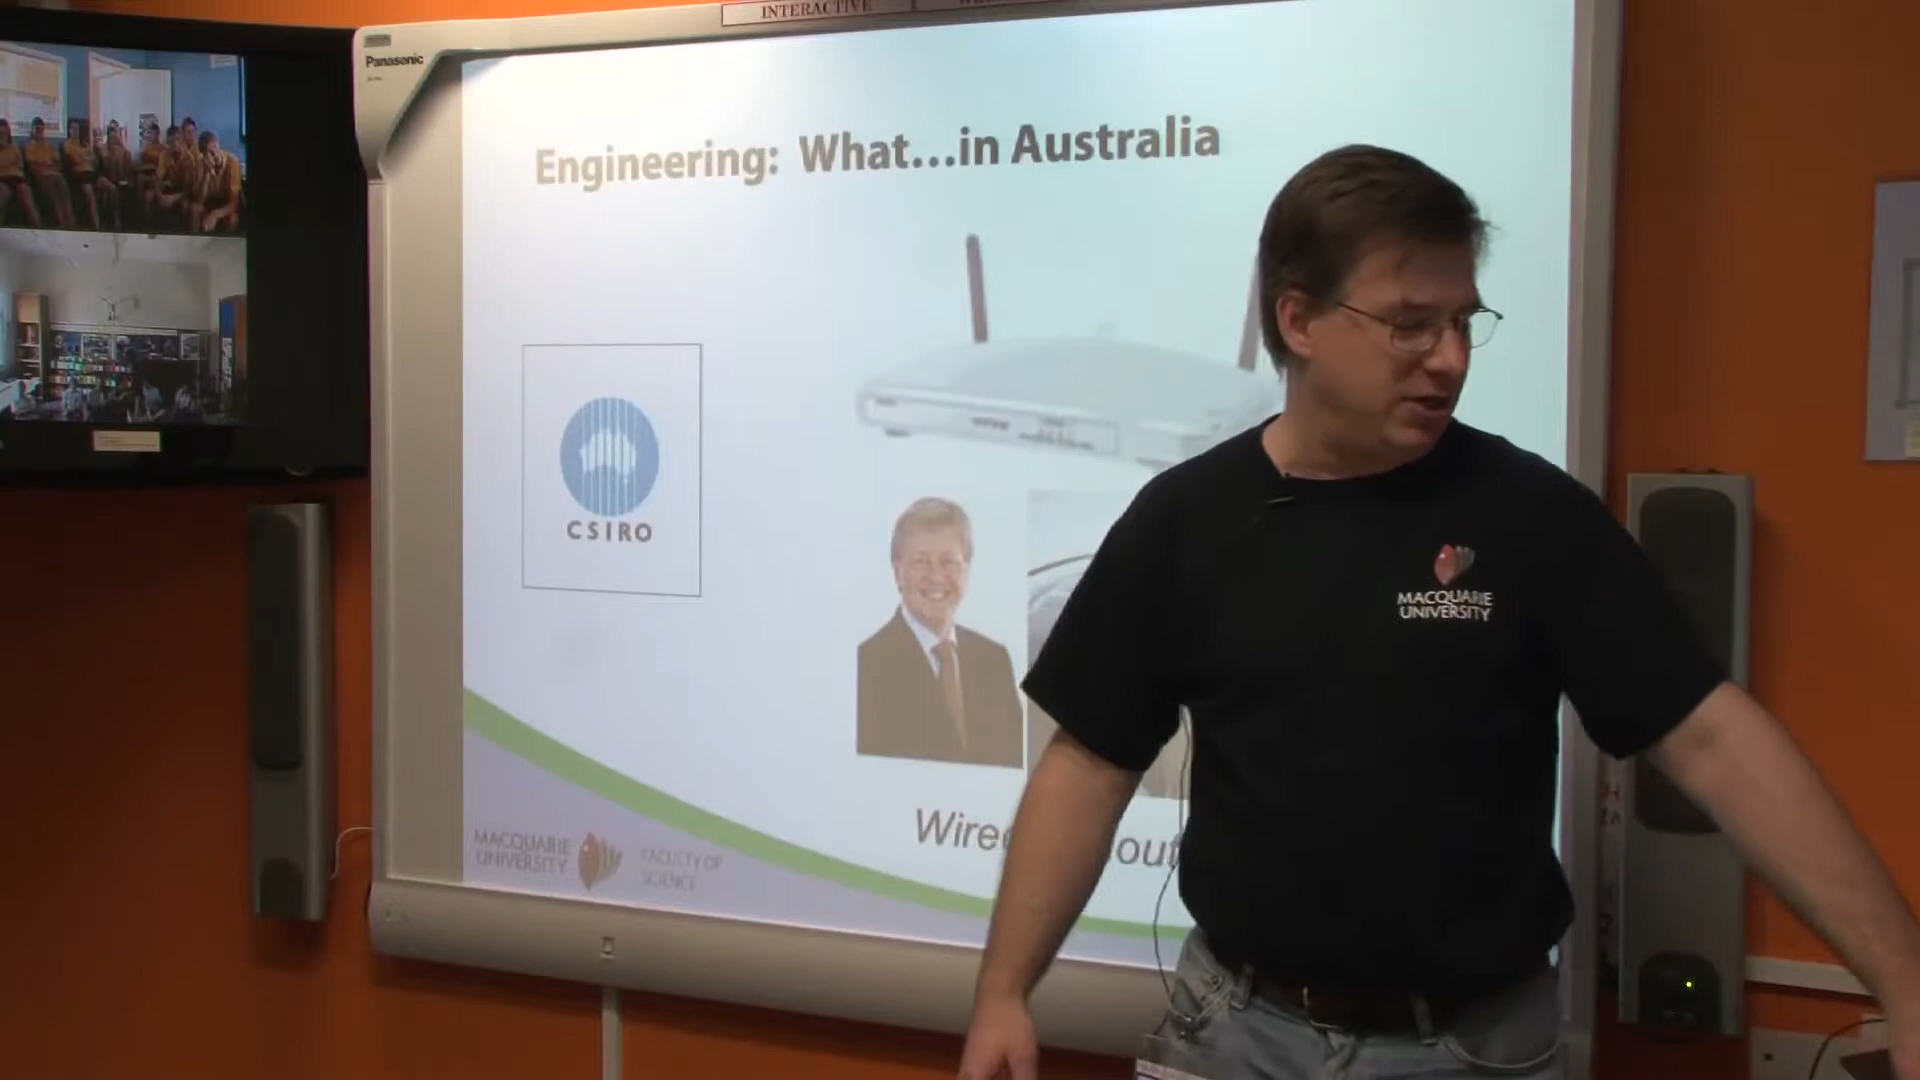 INTERACTIVE
Panasonic
Engineering: What...in Australia
CSIRO
MACQUARIE
UNIVERSITY
MACQUARIE
UNIVERSITY
FACULTY OF
SCIENCE